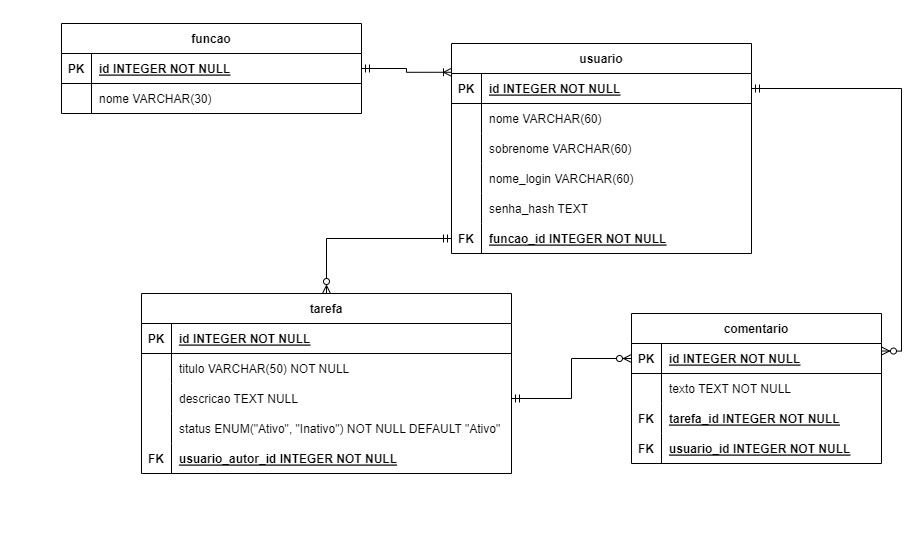 funcao
PK id INTEGER NOT NULL
nome VARCHAR(30)
usuario
PK id INTEGER NOT NULL
nome VARCHAR(60)
sobrenome VARCHAR(60)
nome_login VARCHAR(60)
senha_hash TEXT
FK funcao_id INTEGER NOT NULL
tarefa
PK id INTEGER NOT NULL
titulo VARCHAR(50) NOT NULL
descricao TEXT NULL
status ENUM("Ativo", "Inativo") NOT NULL DEFAULT "Ativo"
FK usuario_autor_id INTEGER NOT NULL
comentario
PK id INTEGER NOT NULL
texto TEXT NOT NULL
FK tarefa_id INTEGER NOT NULL
FK usuario_id INTEGER NOT NULL